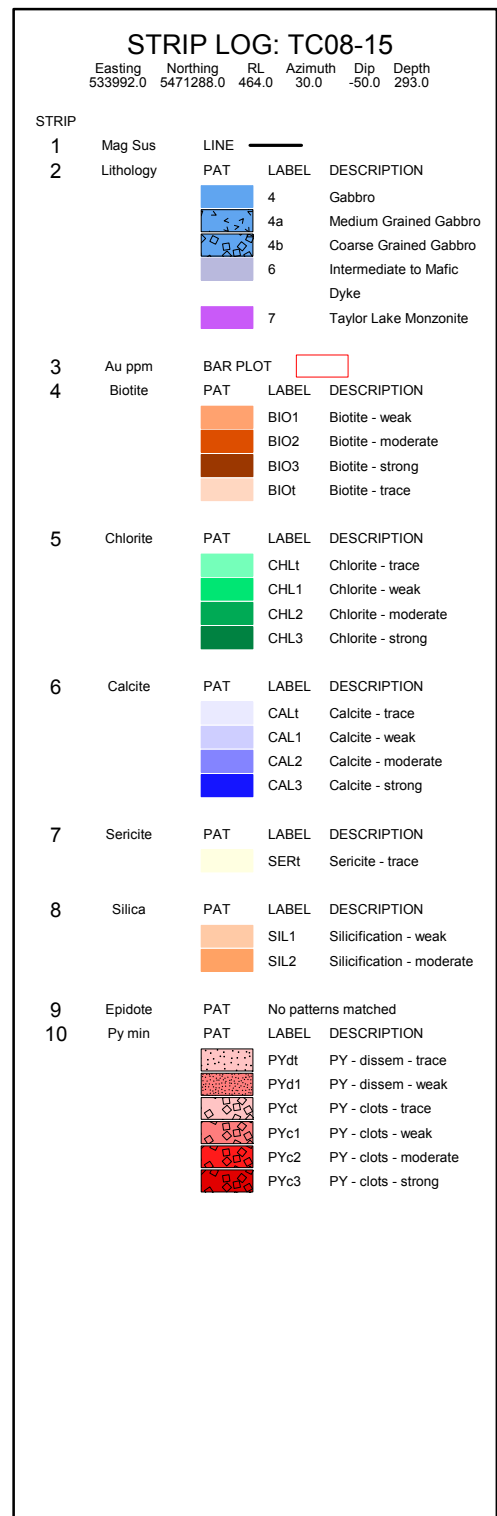 STRIP LOG: TC08-15
Easting Northing RL Azimuth Dip Depth
533992.0 5471288.0 464.0 30.0 -50.0 293.0
STRIP
1 Mag Sus LINE
2 Lithology PAT LABEL DESCRIPTION
4 Gabbro
4a Medium Grained Gabbro
4b Coarse Grained Gabbro
6 Intermediate to Mafic
Dyke
7 Taylor Lake Monzonite
3 Au ppm BAR PLOT
4 Biotite PAT LABEL DESCRIPTION
BIO1 Biotite - weak
BIO2 Biotite - moderate
BIO3 Biotite - strong
BIOt Biotite - trace
5 Chlorite PAT LABEL DESCRIPTION
CHLt Chlorite - trace
CHL1 Chlorite - weak
CHL2 Chlorite - moderate
CHL3 Chlorite - strong
6 Calcite PAT LABEL DESCRIPTION
CALt Calcite - trace
CAL1 Calcite - weak
CAL2 Calcite - moderate
CAL3 Calcite - strong
7 Sericite PAT LABEL DESCRIPTION
SERt Sericite - trace
8 Silica PAT LABEL DESCRIPTION
SIL1 Silicification - weak
SIL2 Silicification - moderate
9 Epidote PAT No patterns matched
10 Py min PAT LABEL DESCRIPTION
PYdt PY - dissem - trace
PYd1 PY - dissem - weak
PYct PY - clots - trace
PYc1 PY - clots - weak
PYc2 PY - clots - moderate
PYc3 PY - clots - strong